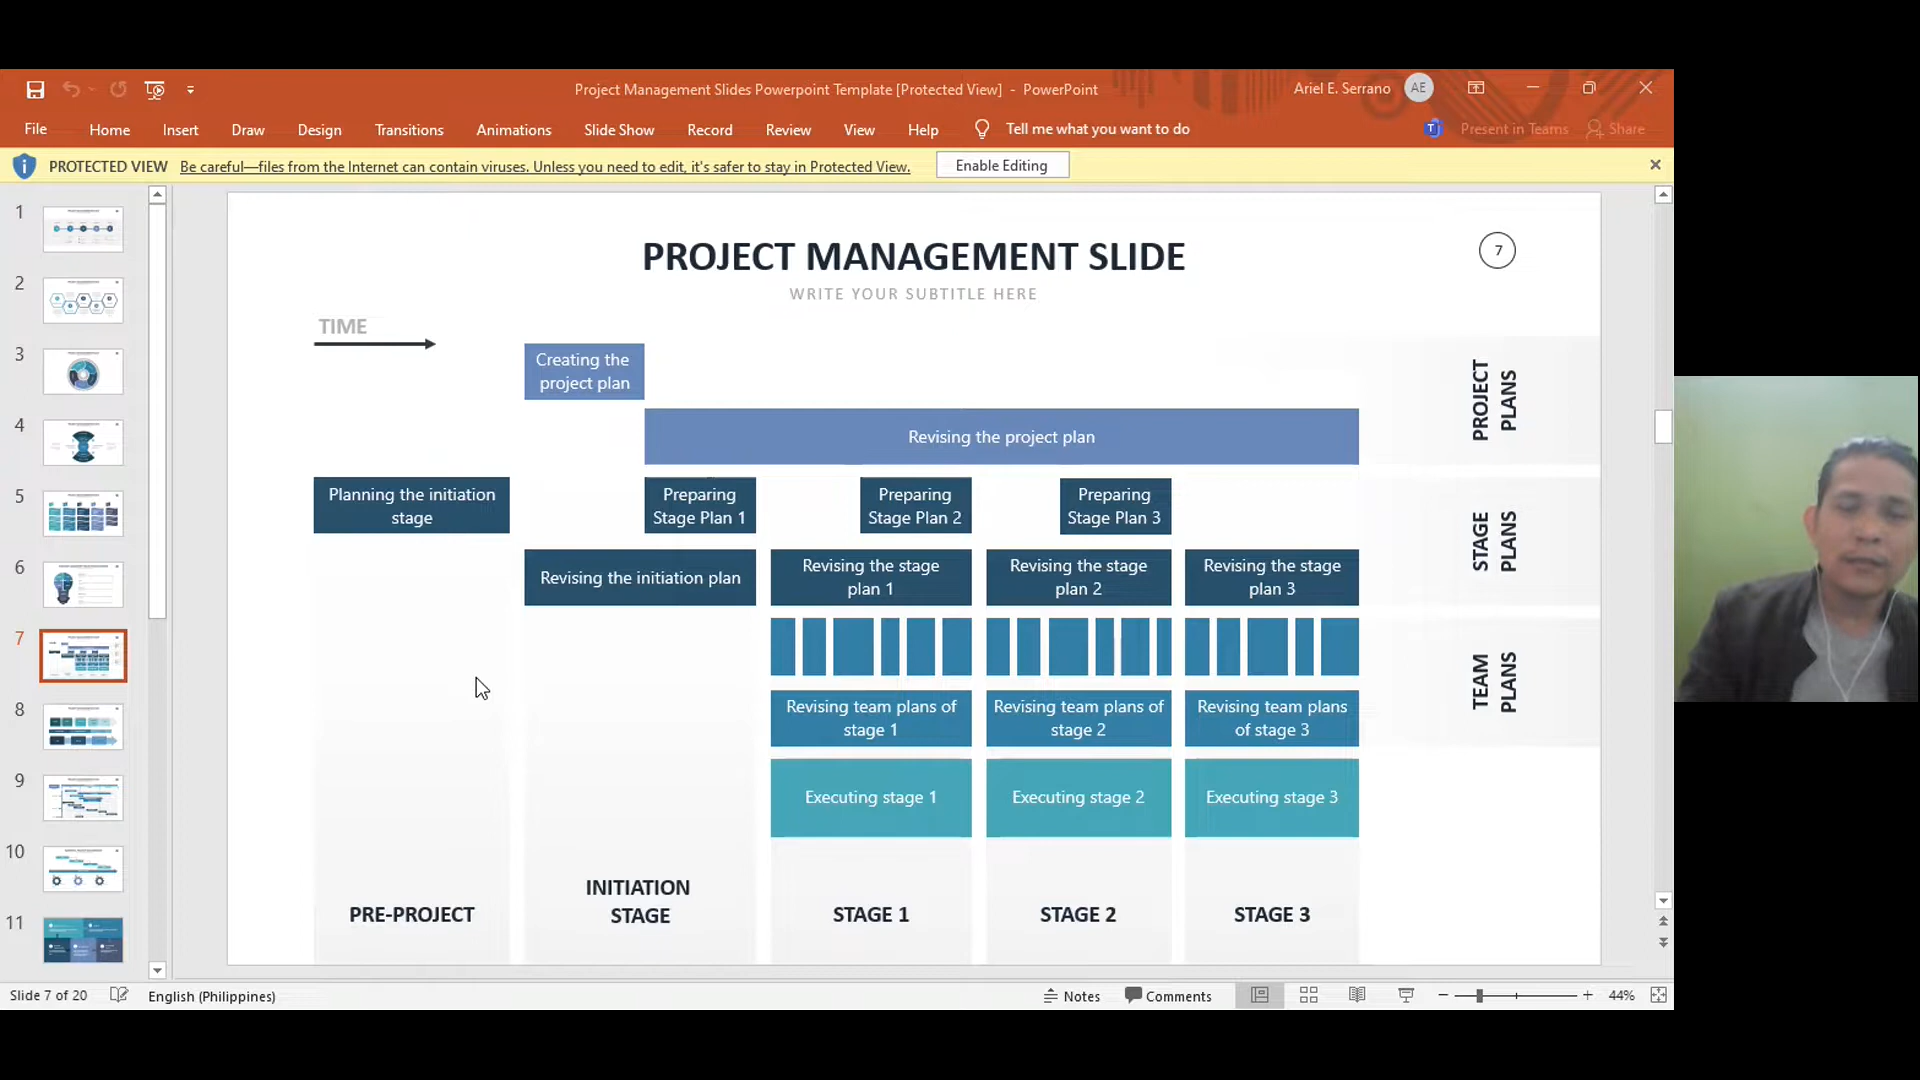 Project Management Slides Powerpoint Template [Protected View] - PowerPoint
Ariel E. Serrano
AE
File
Home
Insert
Draw
Design
Transitions
Animations
Slide Show
Record
Review
View
Help
Tell me what you want to do
Present in Teams
Share
PROTECTED VIEW
Be careful—files from the Internet can contain viruses. Unless you need to edit, it's safer to stay in Protected View.
Enable Editing
1
2
3
4
5
6
7
8
9
10
11
PROJECT MANAGEMENT SLIDE
7
WRITE YOUR SUBTITLE HERE
TIME
Creating the
project plan
Revising the project plan
PROJECT
PLANS
Planning the initiation
stage
Preparing
Stage Plan 1
Preparing
Stage Plan 2
Preparing
Stage Plan 3
Revising the initiation plan
Revising the stage
plan 1
Revising the stage
plan 2
Revising the stage
plan 3
STAGE
PLANS
Revising team plans of
stage 1
Revising team plans of
stage 2
Revising team plans
of stage 3
TEAM
PLANS
Executing stage 1
Executing stage 2
Executing stage 3
PRE-PROJECT
INITIATION
STAGE
STAGE 1
STAGE 2
STAGE 3
Slide 7 of 20
English (Philippines)
Notes
Comments
44%